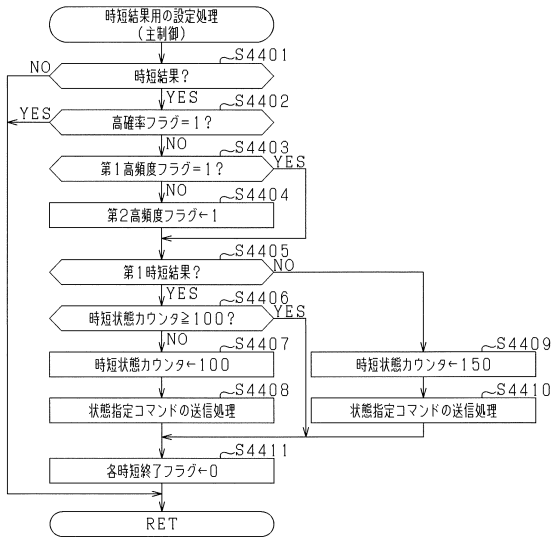 時短結果用の設定処理
（主制御）
S4401
NO
時短結果？
YES
S4402
YES
高確率フラグ＝1？
NO
S4403
第1高頻度フラグ＝1？
YES
NO
S4404
第2高頻度フラグ←1
S4405
第1時短結果？
NO
YES
S4406
時短状態カウンタ≧100？
YES
NO
S4407
時短状態カウンタ←100
S4409
時短状態カウンタ←150
S4408
状態指定コマンドの送信処理
S4410
状態指定コマンドの送信処理
S4411
各時短終了フラグ←0
RET